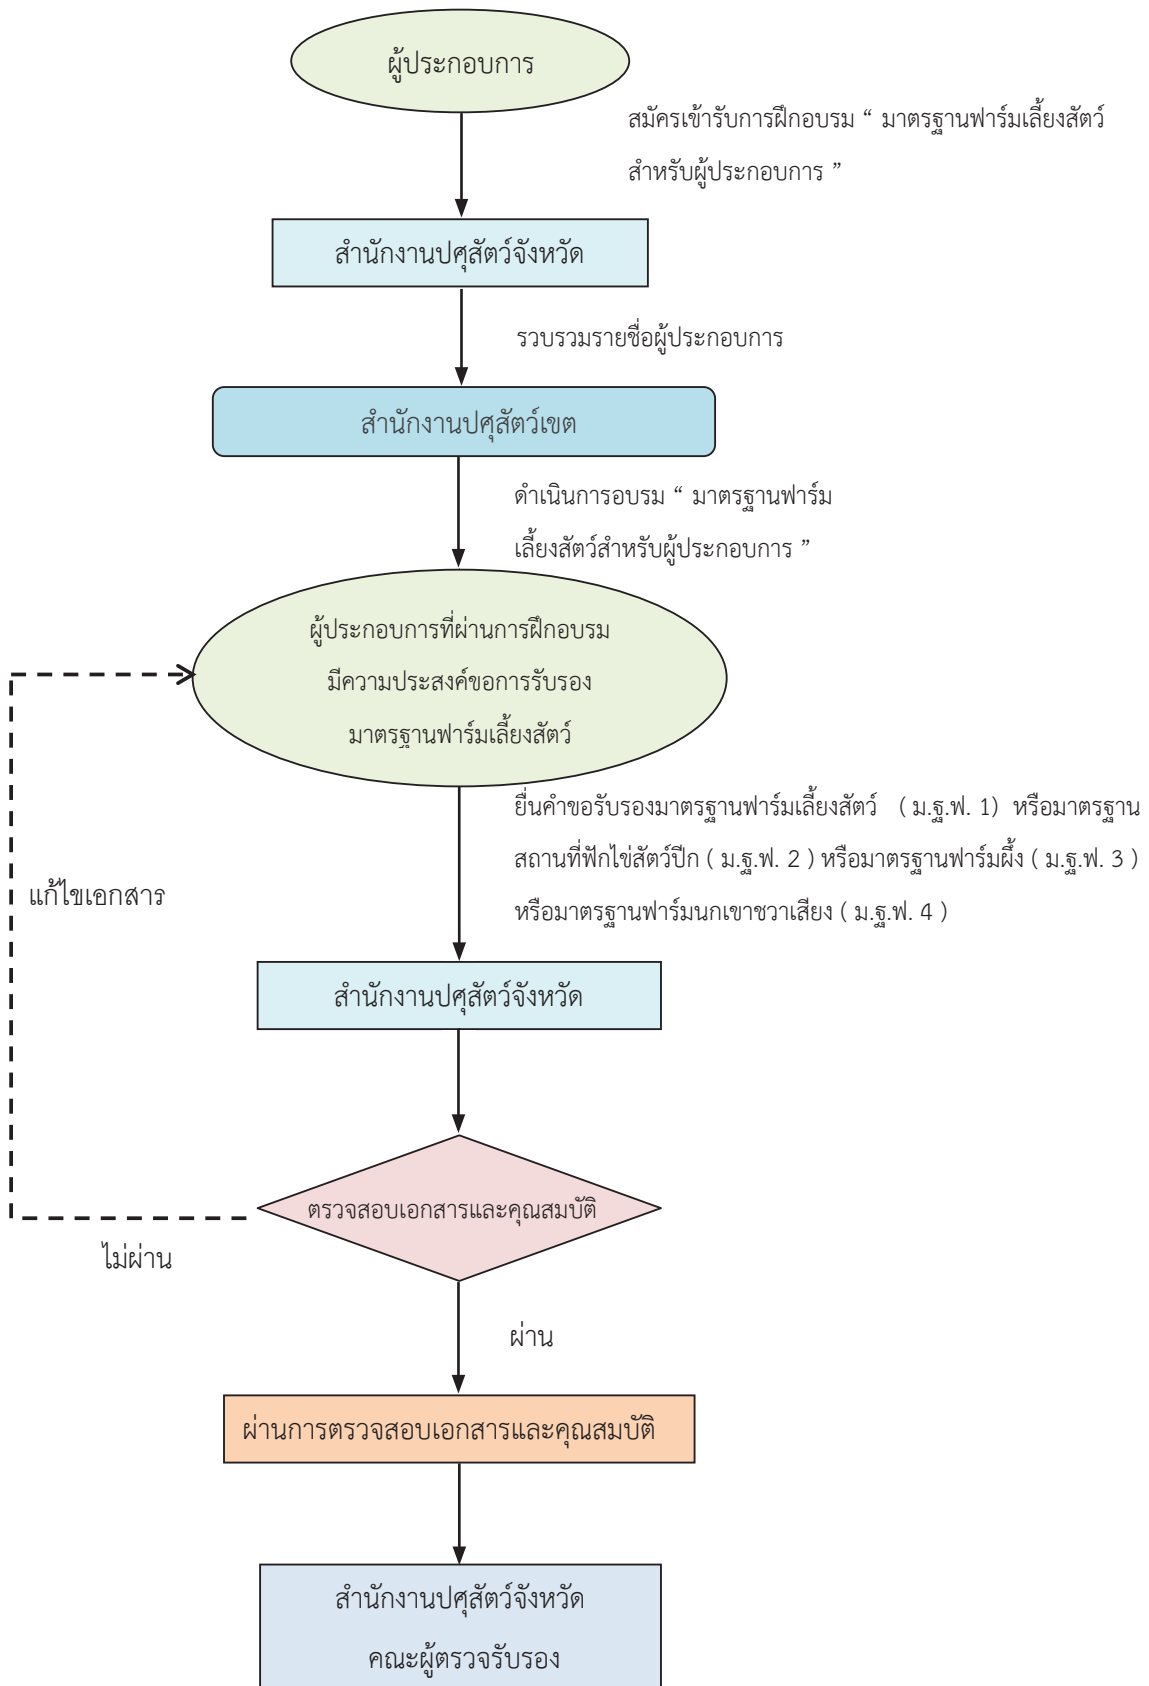 ผู้ประกอบการ
สมัครเข้ารับการฝึกอบรม “ มาตรฐานฟาร์มเลี้ยงสัตว์
สำหรับผู้ประกอบการ ”
สำนักงานปศุสัตว์จังหวัด
รวบรวมรายชื่อผู้ประกอบการ
สำนักงานปศุสัตว์เขต
ดำเนินการอบรม “ มาตรฐานฟาร์ม
เลี้ยงสัตว์สำหรับผู้ประกอบการ ”
ผู้ประกอบการที่ผ่านการฝึกอบรม
มีความประสงค์ขอการรับรอง
มาตรฐานฟาร์มเลี้ยงสัตว์
ยื่นคำขอรับรองมาตรฐานฟาร์มเลี้ยงสัตว์ ( ม.ฐ.ฟ. 1) หรือมาตรฐาน
สถานที่ฟักไข่สัตว์ปีก ( ม.ฐ.ฟ. 2 ) หรือมาตรฐานฟาร์มผึ้ง ( ม.ฐ.ฟ. 3 )
หรือมาตรฐานฟาร์มนกเขาชวาเสียง ( ม.ฐ.ฟ. 4 )
แก้ไขเอกสาร
สำนักงานปศุสัตว์จังหวัด
ตรวจสอบเอกสารและคุณสมบัติ
ไม่ผ่าน
ผ่าน
ผ่านการตรวจสอบเอกสารและคุณสมบัติ
สำนักงานปศุสัตว์จังหวัด
คณะผู้ตรวจรับรอง